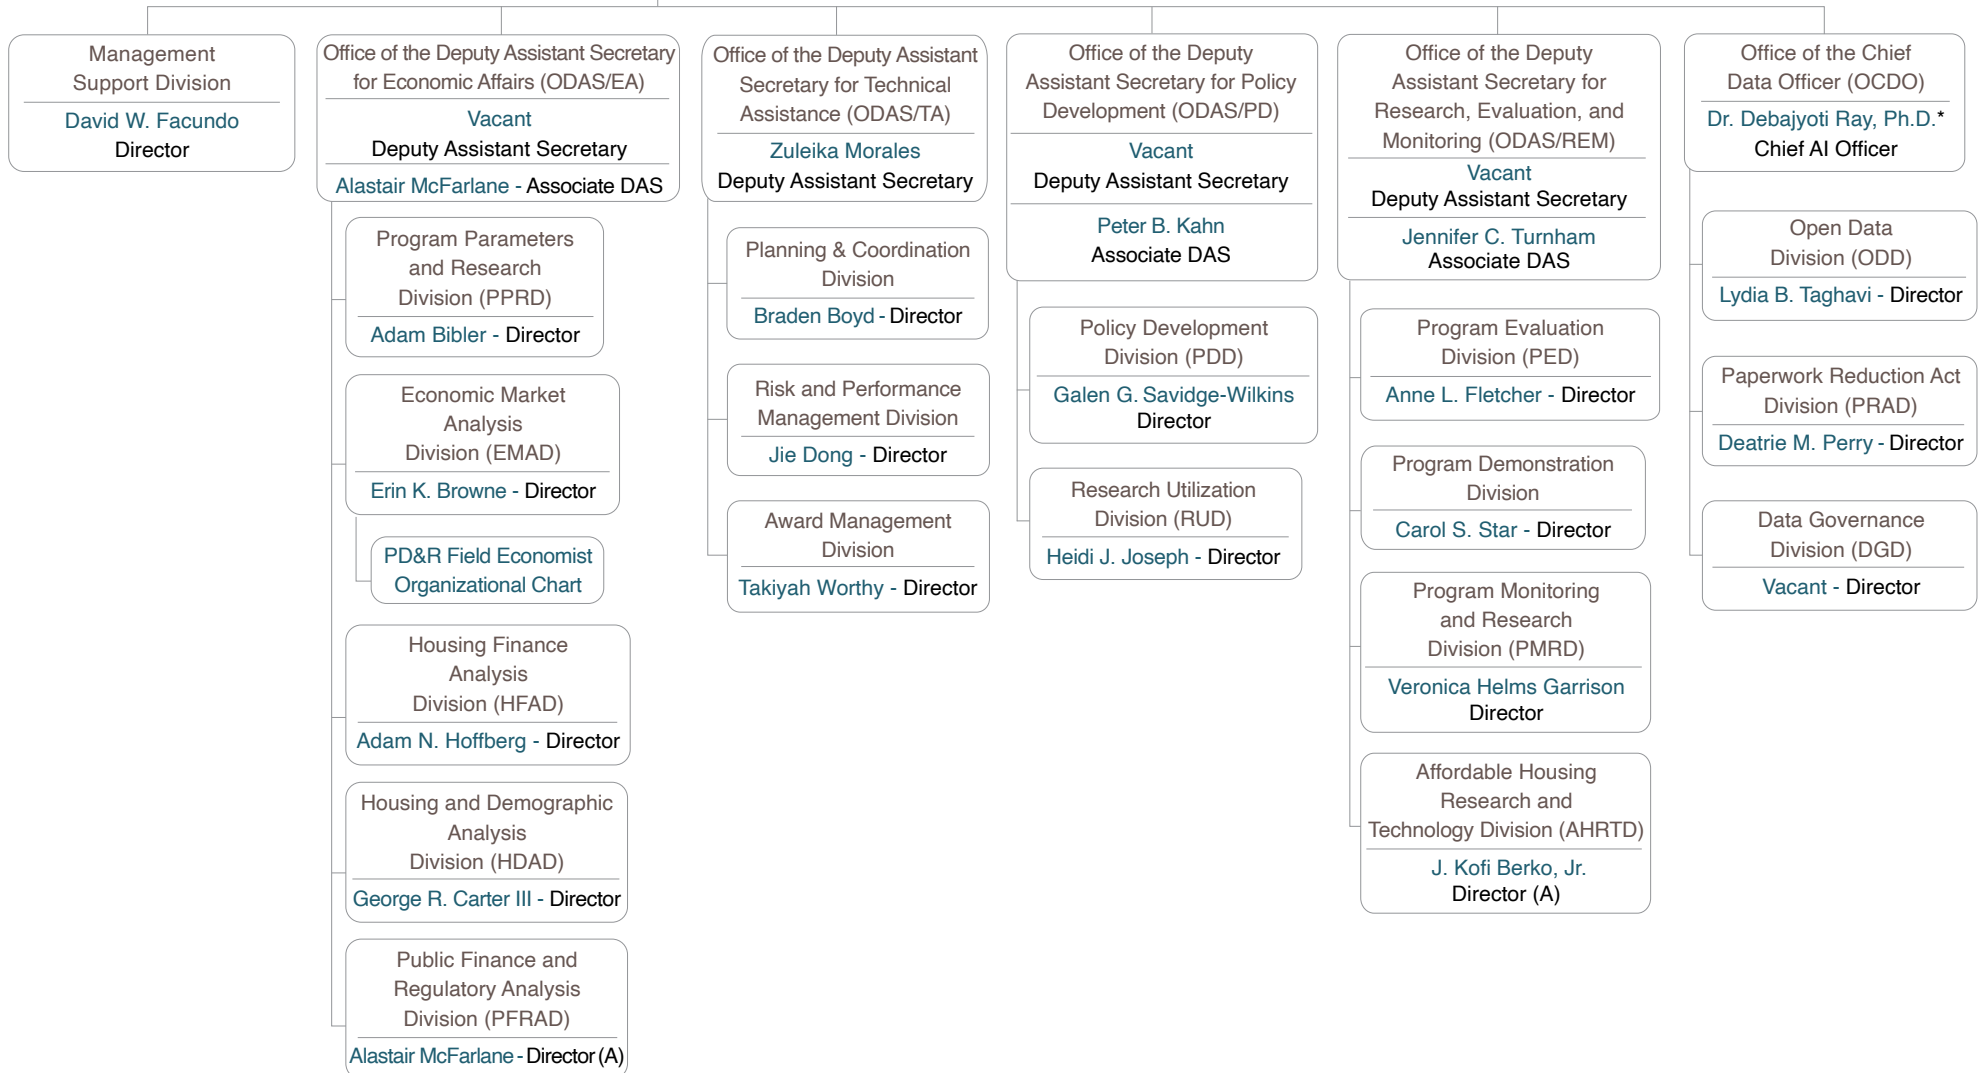 Management
Support Division
David W. Facundo
Director
Office of the Deputy Assistant Secretary
for Economic Affairs (ODAS/EA)
Vacant
Deputy Assistant Secretary
Alastair McFarlane - Associate DAS
Program Parameters
and Research
Division (PPRD)
Adam Bibler - Director
Economic Market
Analysis
Division (EMAD)
Erin K. Browne - Director
PD&R Field Economist
Organizational Chart
Housing Finance
Analysis
Division (HFAD)
Adam N. Hoffberg - Director
Housing and Demographic
Analysis
Division (HDAD)
George R. Carter III - Director
Public Finance and
Regulatory Analysis
Division (PFRAD)
Alastair McFarlane - Director (A)
Office of the Deputy Assistant
Secretary for Technical
Assistance (ODAS/TA)
Zuleika Morales
Deputy Assistant Secretary
Planning & Coordination
Division
Braden Boyd - Director
Risk and Performance
Management Division
Jie Dong - Director
Award Management
Division
Takiyah Worthy - Director
Office of the Deputy
Assistant Secretary for Policy
Development (ODAS/PD)
Vacant
Deputy Assistant Secretary
Peter B. Kahn
Associate DAS
Policy Development
Division (PDD)
Galen G. Savidge-Wilkins
Director
Research Utilization
Division (RUD)
Heidi J. Joseph - Director
Office of the Deputy
Assistant Secretary for
Research, Evaluation, and
Monitoring (ODAS/REM)
Vacant
Deputy Assistant Secretary
Jennifer C. Turnham
Associate DAS
Program Evaluation
Division (PED)
Anne L. Fletcher - Director
Program Demonstration
Division
Carol S. Star - Director
Program Monitoring
and Research
Division (PMRD)
Veronica Helms Garrison
Director
Affordable Housing
Research and
Technology Division (AHRTD)
J. Kofi Berko, Jr.
Director (A)
Office of the Chief
Data Officer (OCDO)
Dr. Debajyoti Ray, Ph.D.*
Chief AI Officer
Open Data
Division (ODD)
Lydia B. Taghavi - Director
Paperwork Reduction Act
Division (PRAD)
Deatrie M. Perry - Director
Data Governance
Division (DGD)
Vacant - Director